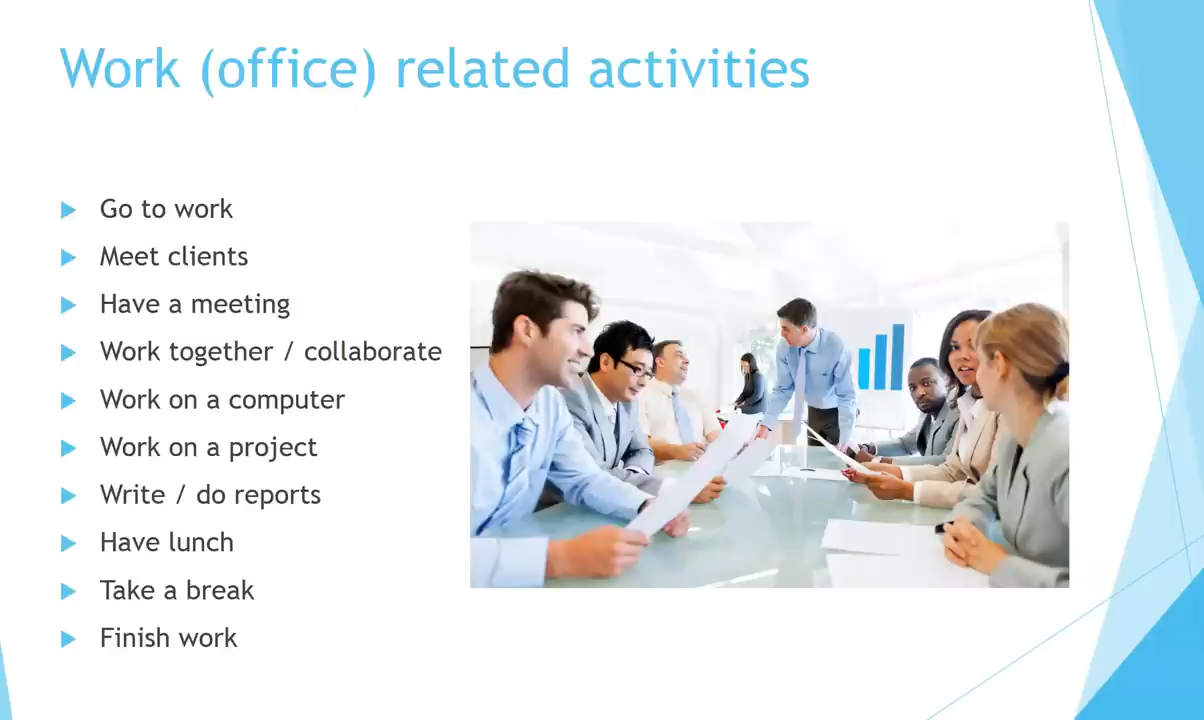 Work (office) related activities
Go to work
Meet clients
Have a meeting
Work together / collaborate
Work on a computer
Work on a project
Write / do reports
Have lunch
Take a break
Finish work